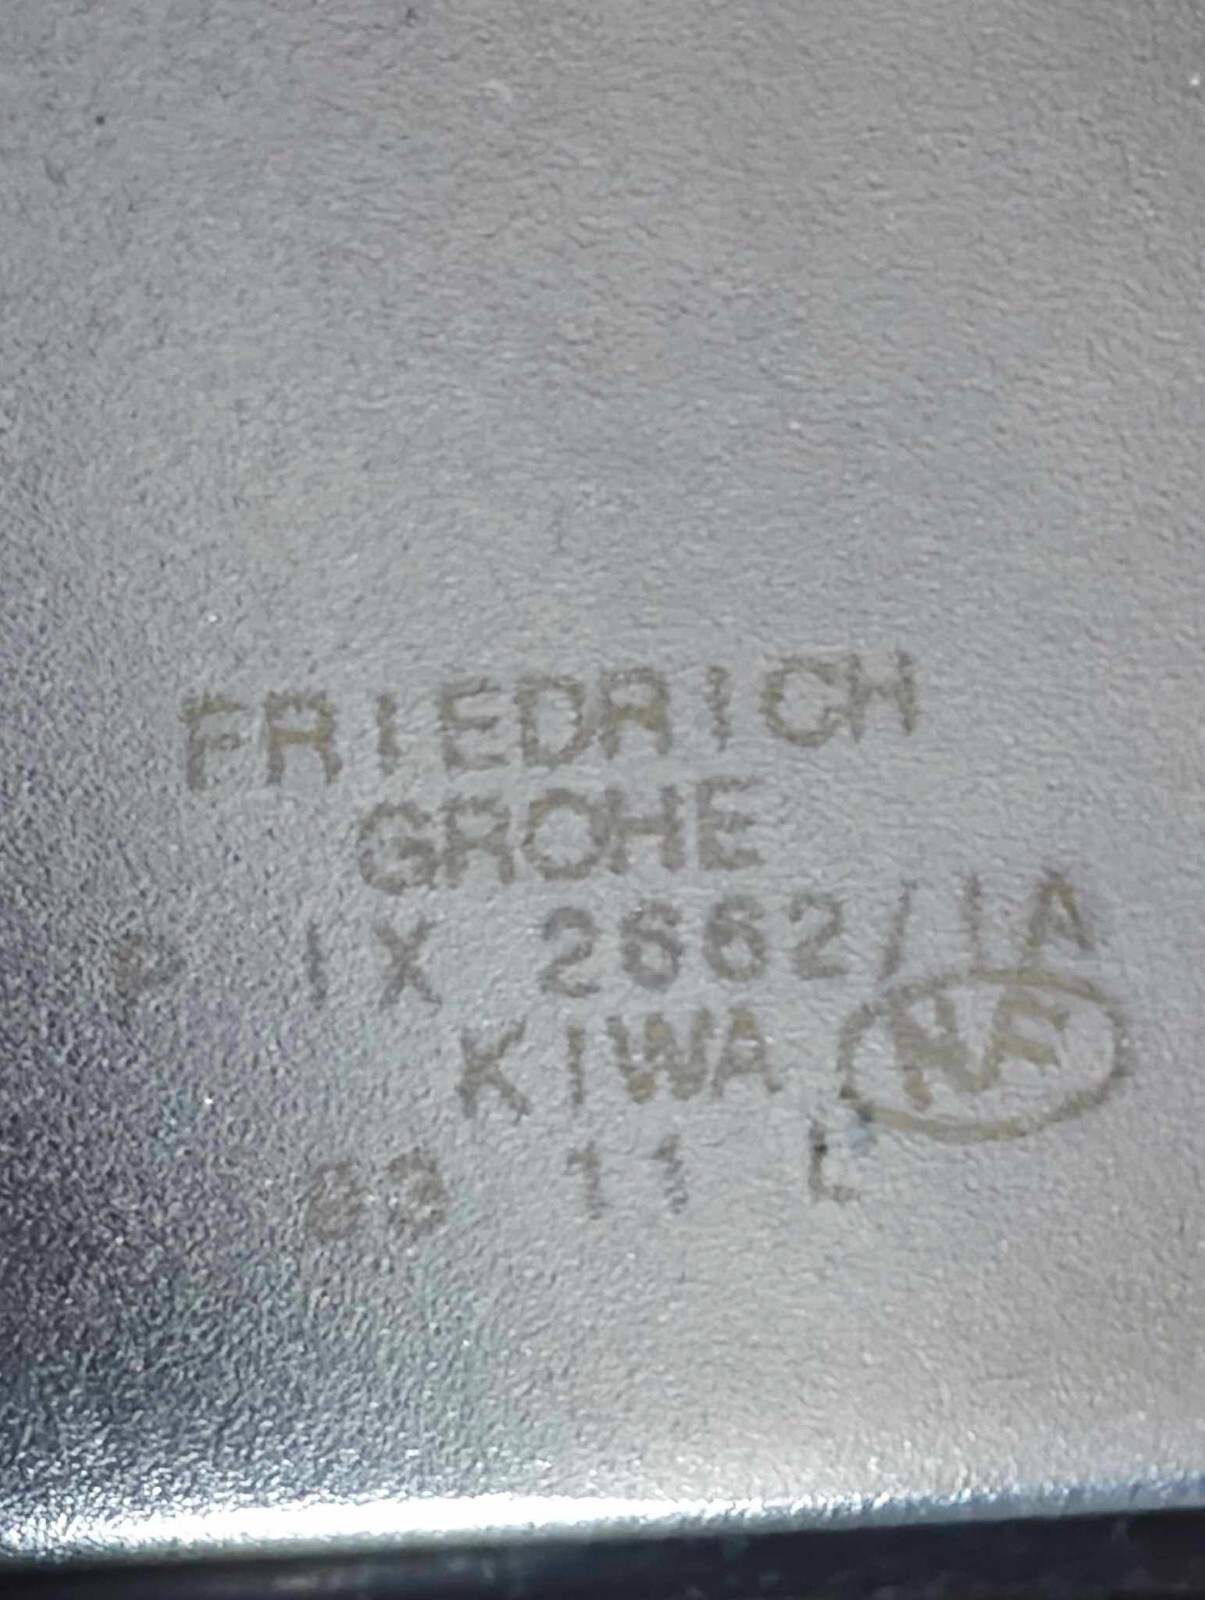 FRIEDRICH
GROHE
P IX 2662/IA
KIWA NF
11 L